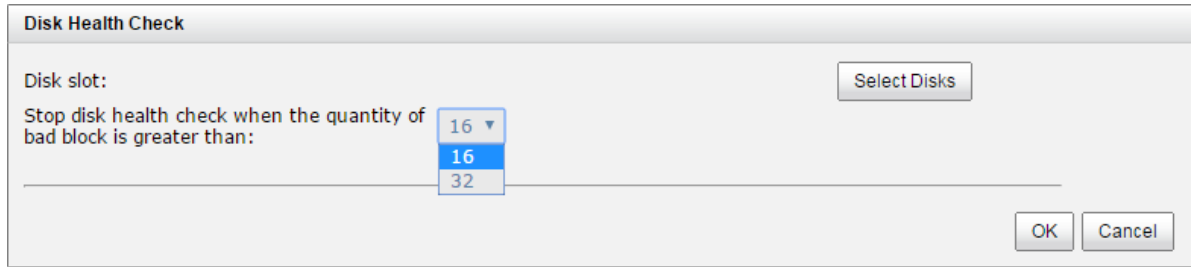 Disk Health Check
Disk slot:
Select Disks
Stop disk health check when the quantity of
bad block is greater than:
16
16
32
OK
Cancel